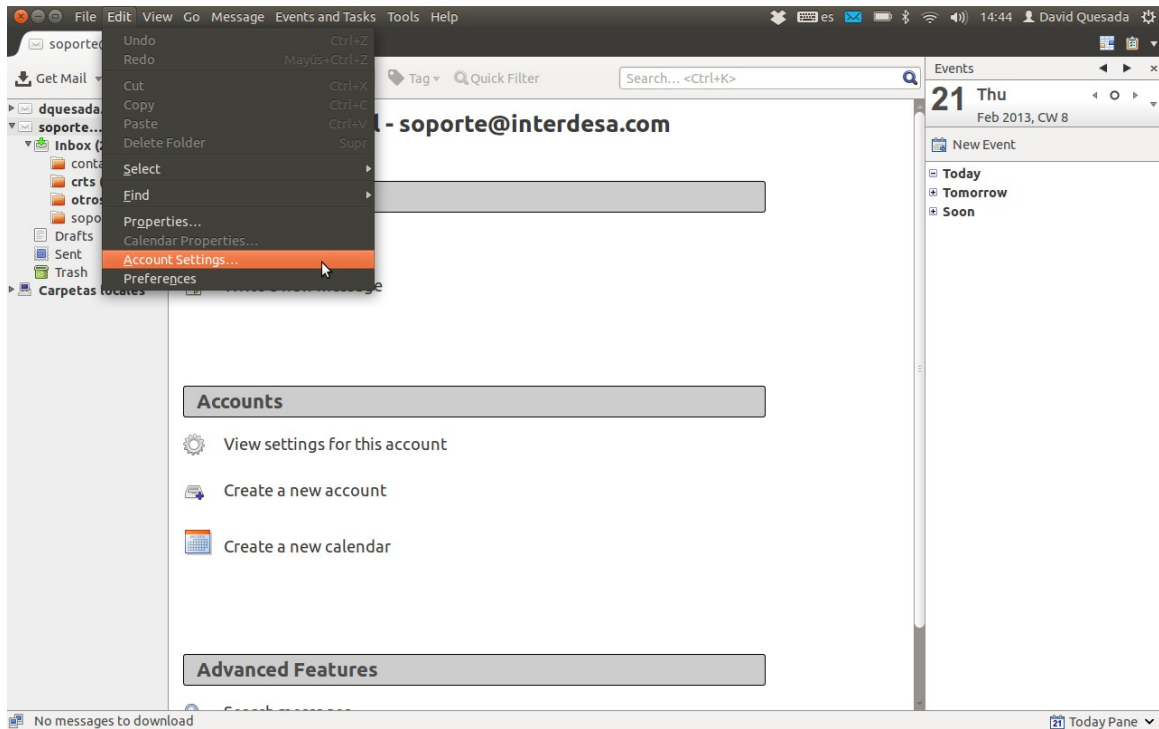 File Edit View Go Message Events and Tasks Tools Help es 14:44 David Quesada
soporte
Get Mail Tag Quick Filter Search... <Ctrl+K>
Undo Ctrl+Z
Redo Mayús+Ctrl+Z
Cut Ctrl+X
Copy Ctrl+C
Paste Ctrl+V
Delete Folder Supr
Select
Find
Properties...
Calendar Properties...
Account Settings...
Preferences
dquesada
soporte...
Inbox
crts
otros
Drafts
Sent
Trash
Carpetas locales
- soporte@interdesa.com
message
Accounts
View settings for this account
Create a new account
Create a new calendar
Advanced Features
Events
21 Thu
Feb 2013, CW 8
New Event
Today
Tomorrow
Soon
No messages to download
21 Today Pane